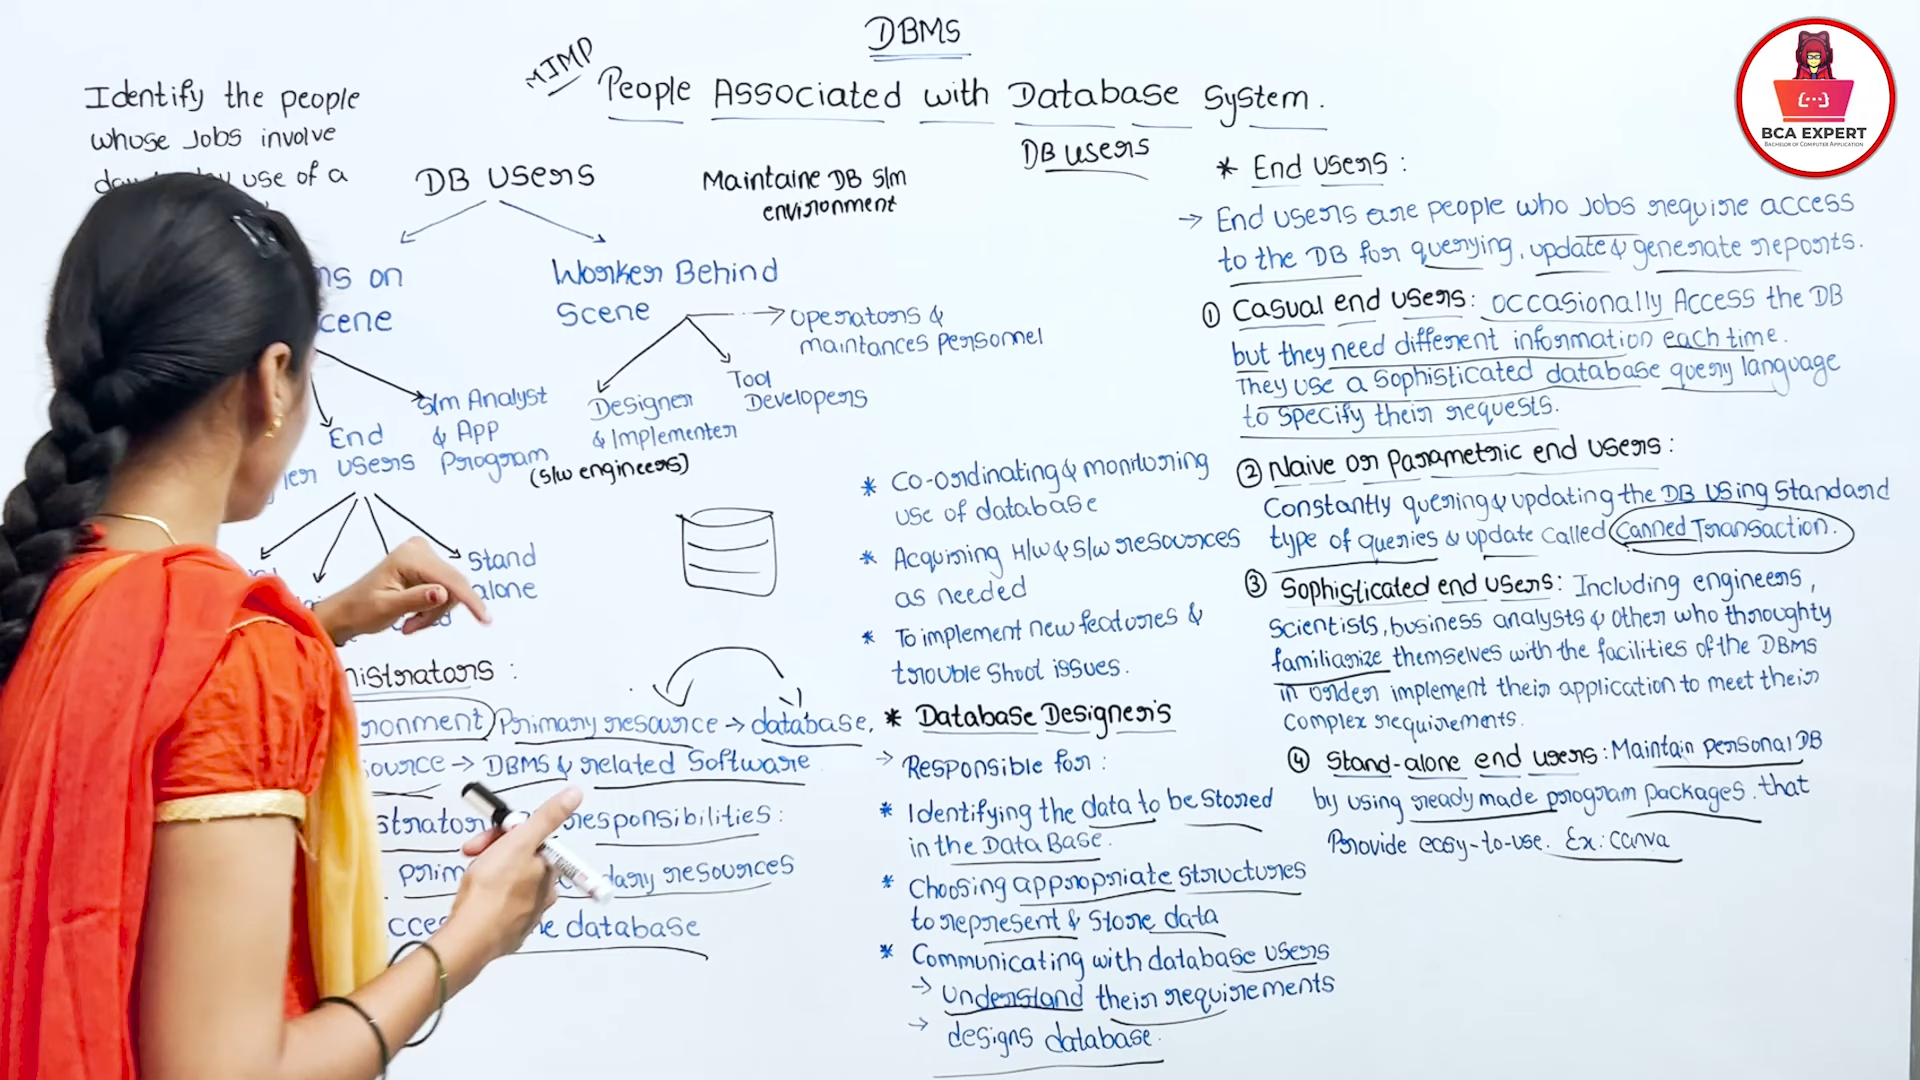 DBMS
MIMP
People Associated with Database System.
DB users
Identify the people
whose Jobs involve
use of a
DB users
Maintaine DB s/m
environment
ns on
cene
Worker Behind
Scene
Operators &
maintances personnel
S/m Analyst
& App
Program
End
users
Designer
& Implementer
(s/w engineers)
Tool
Developers
Stand
alone
nistrators :
ronment) Primary resource → database,
source → DBMS & related Software
strator responsibilities:
prim dary resources
cce e database
* Co-ordinating & monitoring
use of database
* Acquiring H/w & S/w resources
as needed
* To implement new features &
trouble shoot issues.
* Database Designer's
→ Responsible for :
* Identifying the data to be stored
in the DataBase.
* Choosing appropriate structures
to represent & store data
* Communicating with database users
→ Understand their requirements
→ designs database.
* End users :
→ End users are people who jobs require access
to the DB for querying, update & generate reports.
① Casual end users: occasionally Access the DB
but they need different information each time.
They use a sophisticated database query language
to specify their requests.
② Naive or Parametric end users :
Constantly quering & updating the DB using standard
type of queries & update called Canned Transaction.
③ Sophisticated end users: Including engineers,
scientists, business analysts & other who throughty
familiarize themselves with the facilities of the DBMS
in order implement their application to meet their
complex requirements.
④ Stand-alone end users: Maintain personal DB
by using ready made program packages. that
Provide easy-to-use. Ex: Canva
{...}
BCA EXPERT
BACHELOR OF COMPUTER APPLICATION